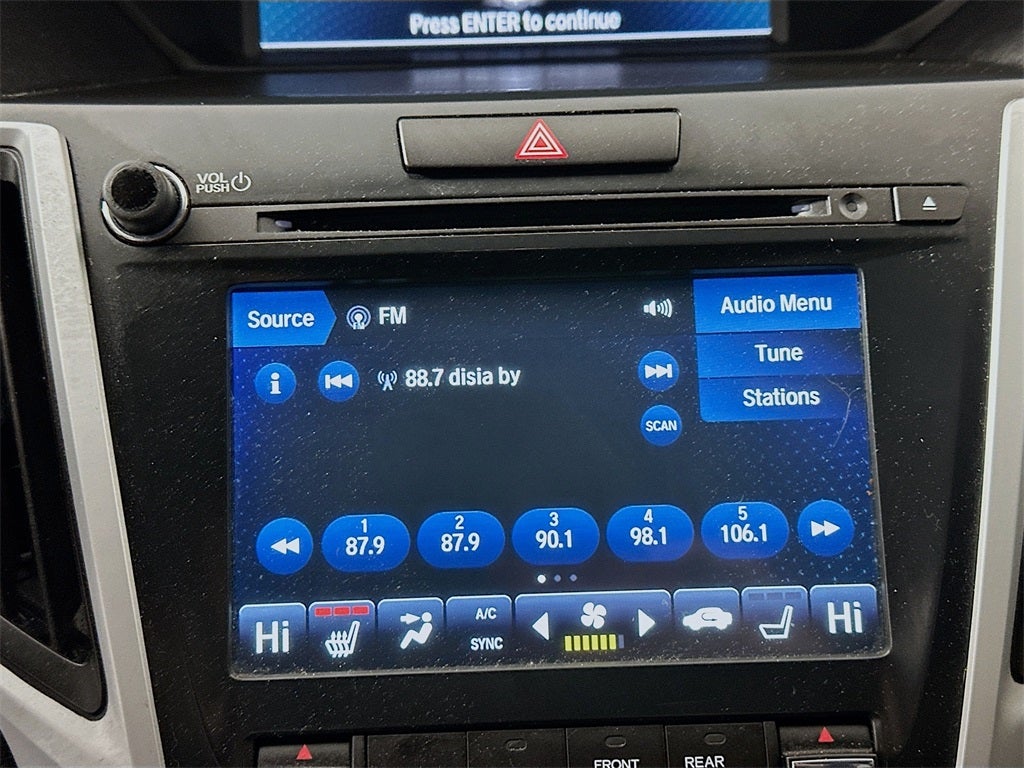 Press ENTER to continue
VOL
PUSH
Source
FM
Audio Menu
Tune
Stations
88.7 disia by
SCAN
1
87.9
2
87.9
3
90.1
4
98.1
5
106.1
Hi
A/C
SYNC
Hi
FRONT
REAR